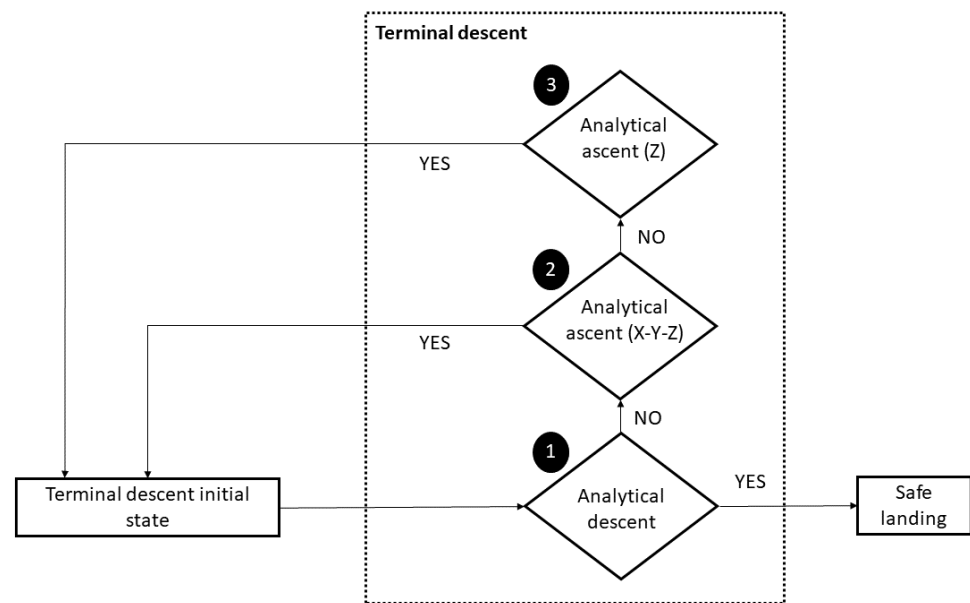 Terminal descent
3
Analytical
ascent (Z)
YES
NO
2
Analytical
ascent (X-Y-Z)
YES
NO
1
Analytical
descent
YES
Terminal descent initial
state
Safe
landing